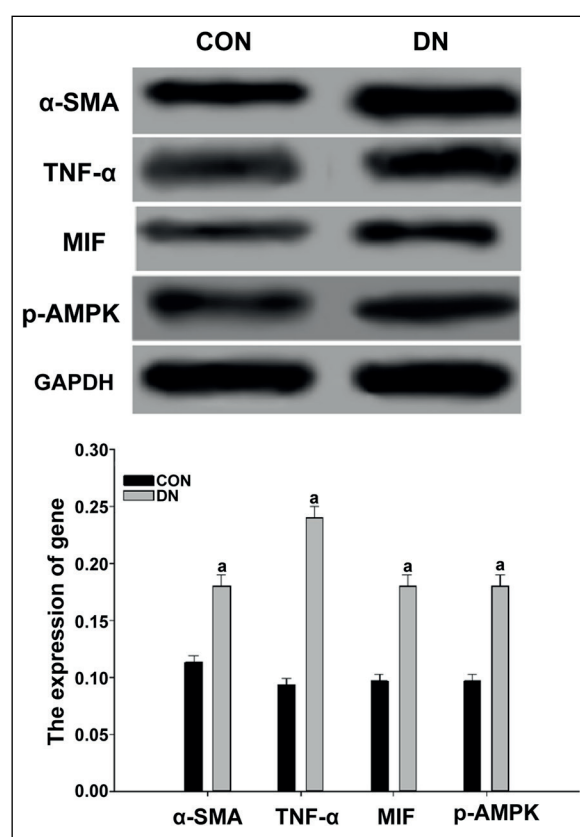 CON DN
α-SMA
TNF-α
MIF
p-AMPK
GAPDH
0.30
CON
DN
0.25
0.20
0.15
0.10
0.05
0.00
The expression of gene
a
a
a
a
α-SMA TNF-α MIF p-AMPK